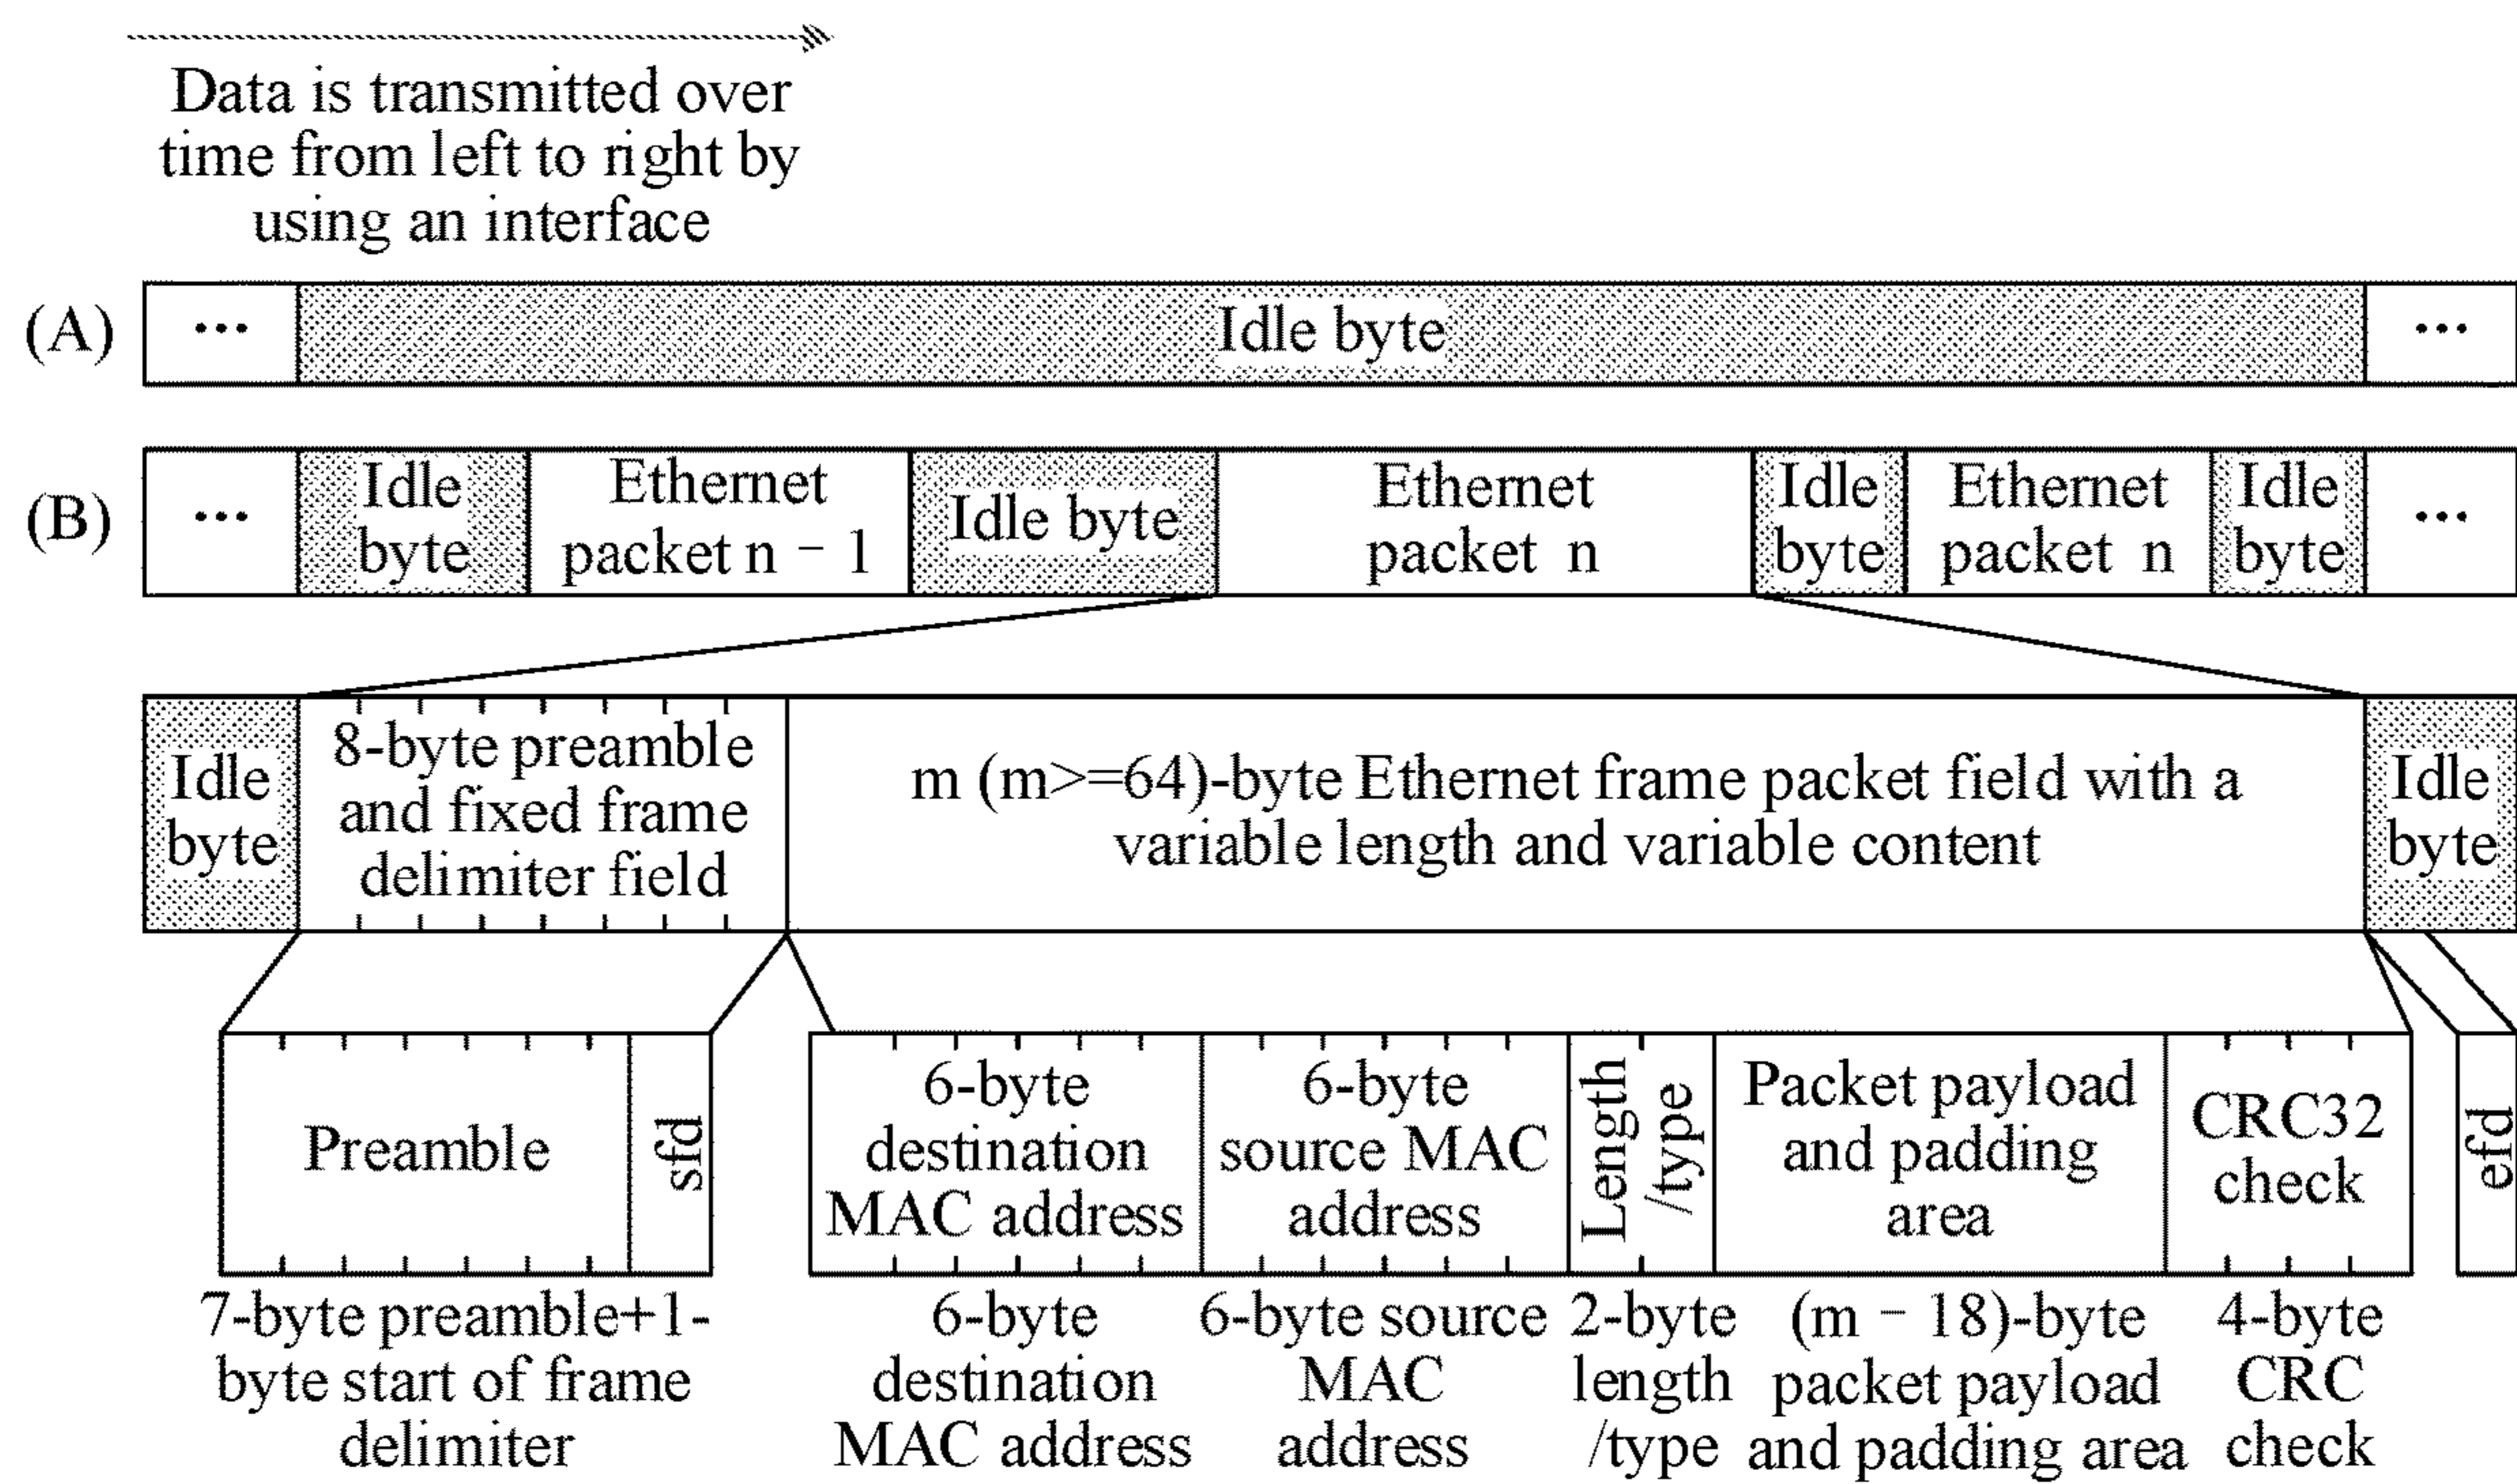 Data is transmitted over
time from left to right by
using an interface
(A)
...
Idle byte
...
(B)
...
Idle
byte
Ethernet
packet n − 1
Idle byte
Ethernet
packet n
Idle
byte
Ethernet
packet n
Idle
byte
...
Idle
byte
8-byte preamble
and fixed frame
delimiter field
m (m>=64)-byte Ethernet frame packet field with a
variable length and variable content
Idle
byte
Preamble
sfd
6-byte
destination
MAC address
6-byte
source MAC
address
Length
/type
Packet payload
and padding
area
CRC32
check
efd
7-byte preamble+1-
byte start of frame
delimiter
6-byte
destination
MAC address
6-byte source
MAC
address
2-byte
length
/type
(m − 18)-byte
packet payload
and padding area
4-byte
CRC
check